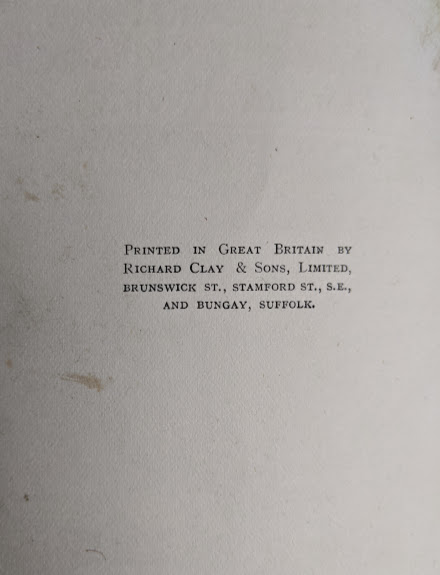 Printed in Great Britain by
Richard Clay & Sons, Limited,
brunswick st., stamford st., s.e.,
and bungay, suffolk.